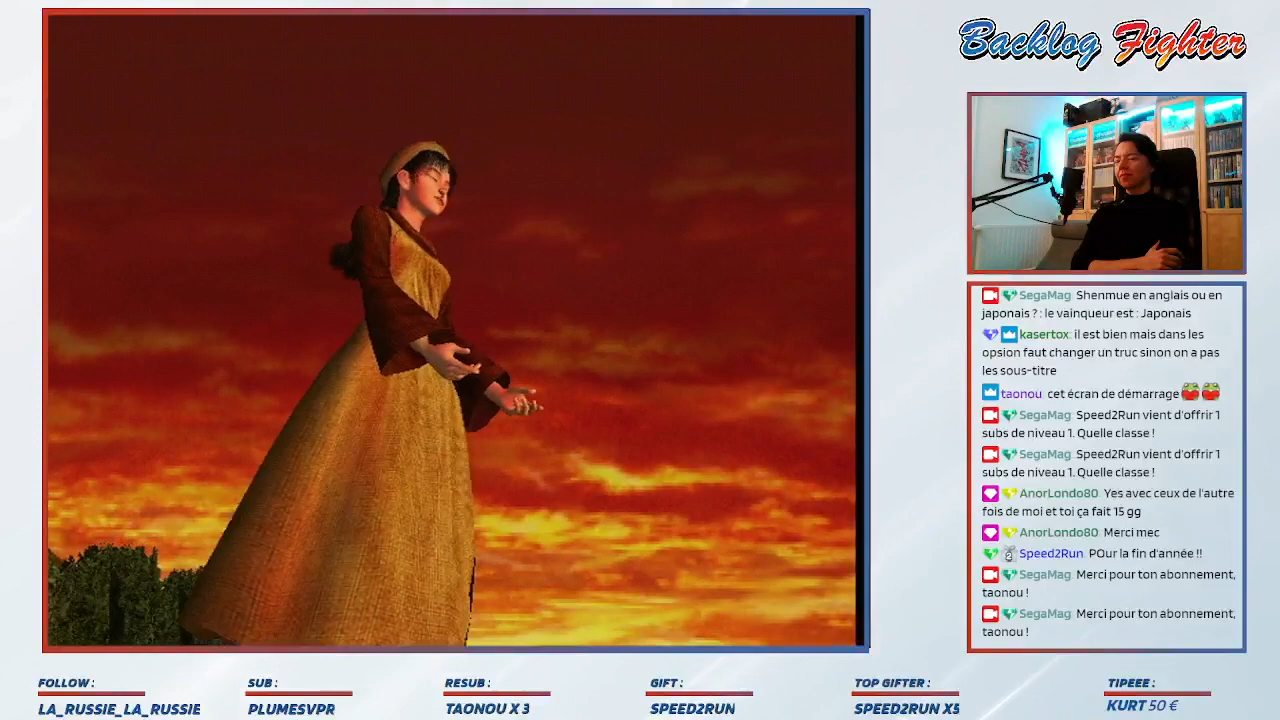 Backlog Fighter
SegaMag: Shenmue en anglais ou en
japonais ? : le vainqueur est : Japonais
kasertox: il est bien mais dans les
opsion faut changer un truc sinon on a pas
les sous-titre
taonou: cet écran de démarrage
SegaMag: Speed2Run vient d'offrir 1
subs de niveau 1. Quelle classe !
SegaMag: Speed2Run vient d'offrir 1
subs de niveau 1. Quelle classe !
AnorLondo80: Yes avec ceux de l'autre
fois de moi et toi ça fait 15 gg
AnorLondo80: Merci mec
2 Speed2Run: POur la fin d'année !!
SegaMag: Merci pour ton abonnement,
taonou !
SegaMag: Merci pour ton abonnement,
taonou !
FOLLOW :
LA_RUSSIE_LA_RUSSIE
SUB :
PLUMESVPR
RESUB :
TAONOU X 3
GIFT :
SPEED2RUN
TOP GIFTER :
SPEED2RUN X5
TIPEEE :
KURT 50 €